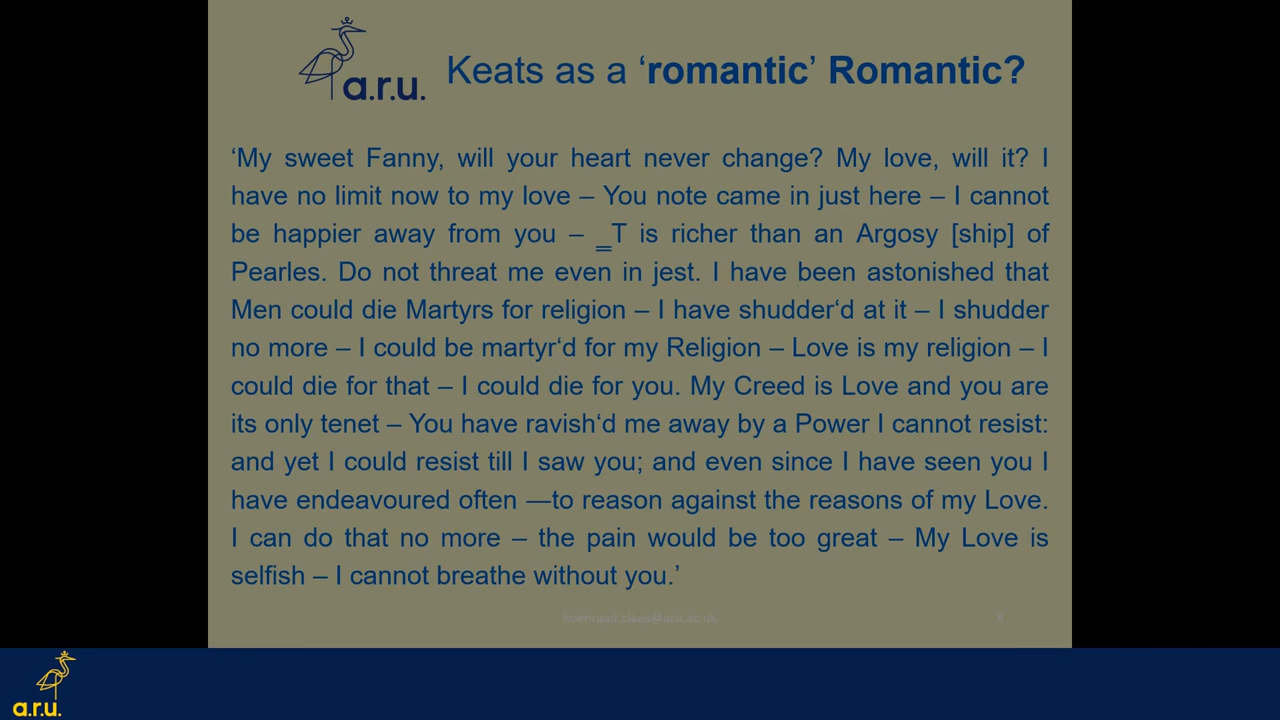 a.r.u.
Keats as a ‘romantic’ Romantic?
‘My sweet Fanny, will your heart never change? My love, will it? I
have no limit now to my love – You note came in just here – I cannot
be happier away from you – ‗T is richer than an Argosy [ship] of
Pearles. Do not threat me even in jest. I have been astonished that
Men could die Martyrs for religion – I have shudder‘d at it – I shudder
no more – I could be martyr‘d for my Religion – Love is my religion – I
could die for that – I could die for you. My Creed is Love and you are
its only tenet – You have ravish‘d me away by a Power I cannot resist:
and yet I could resist till I saw you; and even since I have seen you I
have endeavoured often ―to reason against the reasons of my Love.
I can do that no more – the pain would be too great – My Love is
selfish – I cannot breathe without you.’
koenraad.claes@aru.ac.uk
a.r.u.